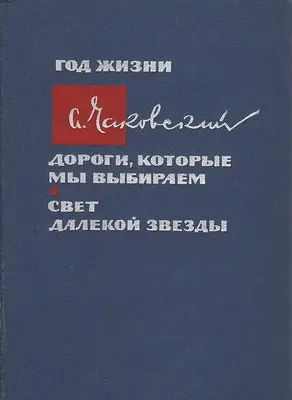 ГОД ЖИЗНИ
А. Чаковский
ДОРОГИ, КОТОРЫЕ
МЫ ВЫБИРАЕМ
СВЕТ
ДАЛЕКОЙ ЗВЕЗДЫ